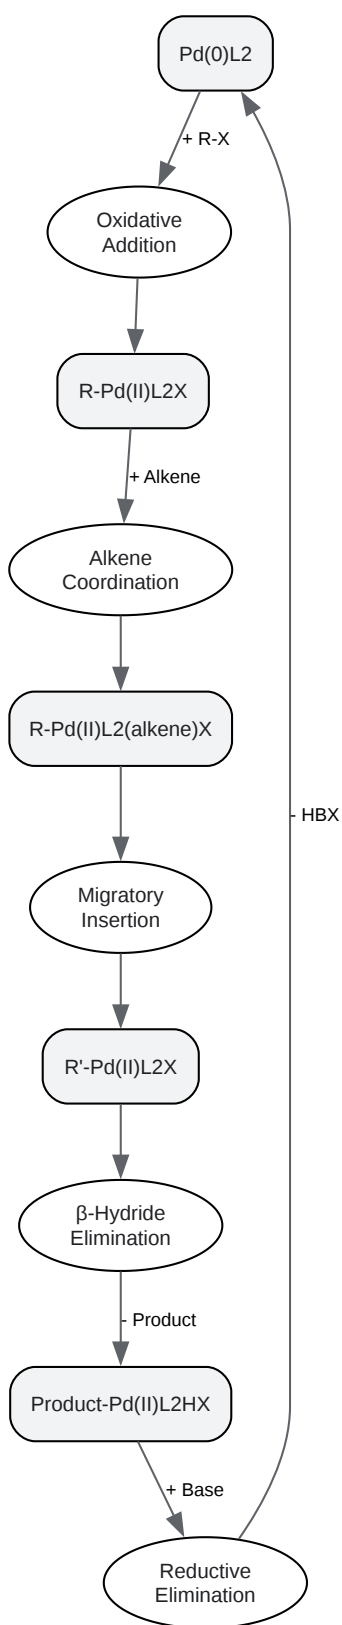 Pd(0)L2
+ R-X
Oxidative
Addition
R-Pd(II)L2X
+ Alkene
Alkene
Coordination
R-Pd(II)L2(alkene)X
Migratory
Insertion
R'-Pd(II)L2X
β-Hydride
Elimination
- Product
Product-Pd(II)L2HX
+ Base
Reductive
Elimination
- HBX